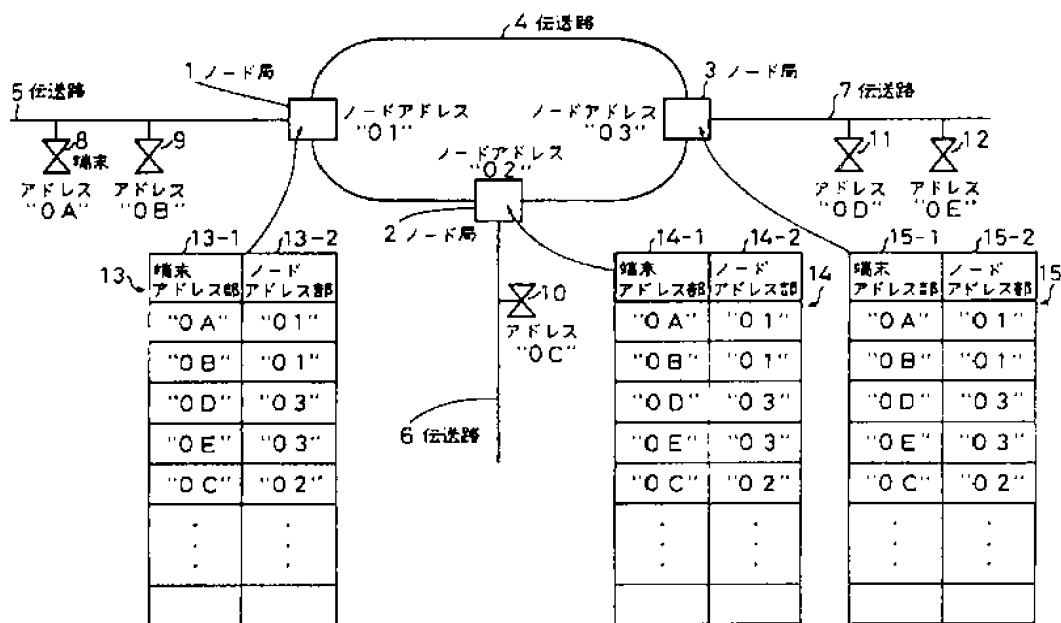 4 伝送路
1 ノード局
3 ノード局
5 伝送路
7 伝送路
ノードアドレス
"01"
ノードアドレス
"03"
ノードアドレス
"02"
8
端末
アドレス
"0A"
9
アドレス
"0B"
11
アドレス
"0D"
12
アドレス
"0E"
2 ノード局
10
アドレス
"0C"
6 伝送路
13
13-1 13-2
端末 ノード
アドレス部 アドレス部
"0A" "01"
"0B" "01"
"0D" "03"
"0E" "03"
"0C" "02"
14-1 14-2
14
端末 ノード
アドレス部 アドレス部
"0A" "01"
"0B" "01"
"0D" "03"
"0E" "03"
"0C" "02"
15-1 15-2
15
端末 ノード
アドレス部 アドレス部
"0A" "01"
"0B" "01"
"0D" "03"
"0E" "03"
"0C" "02"